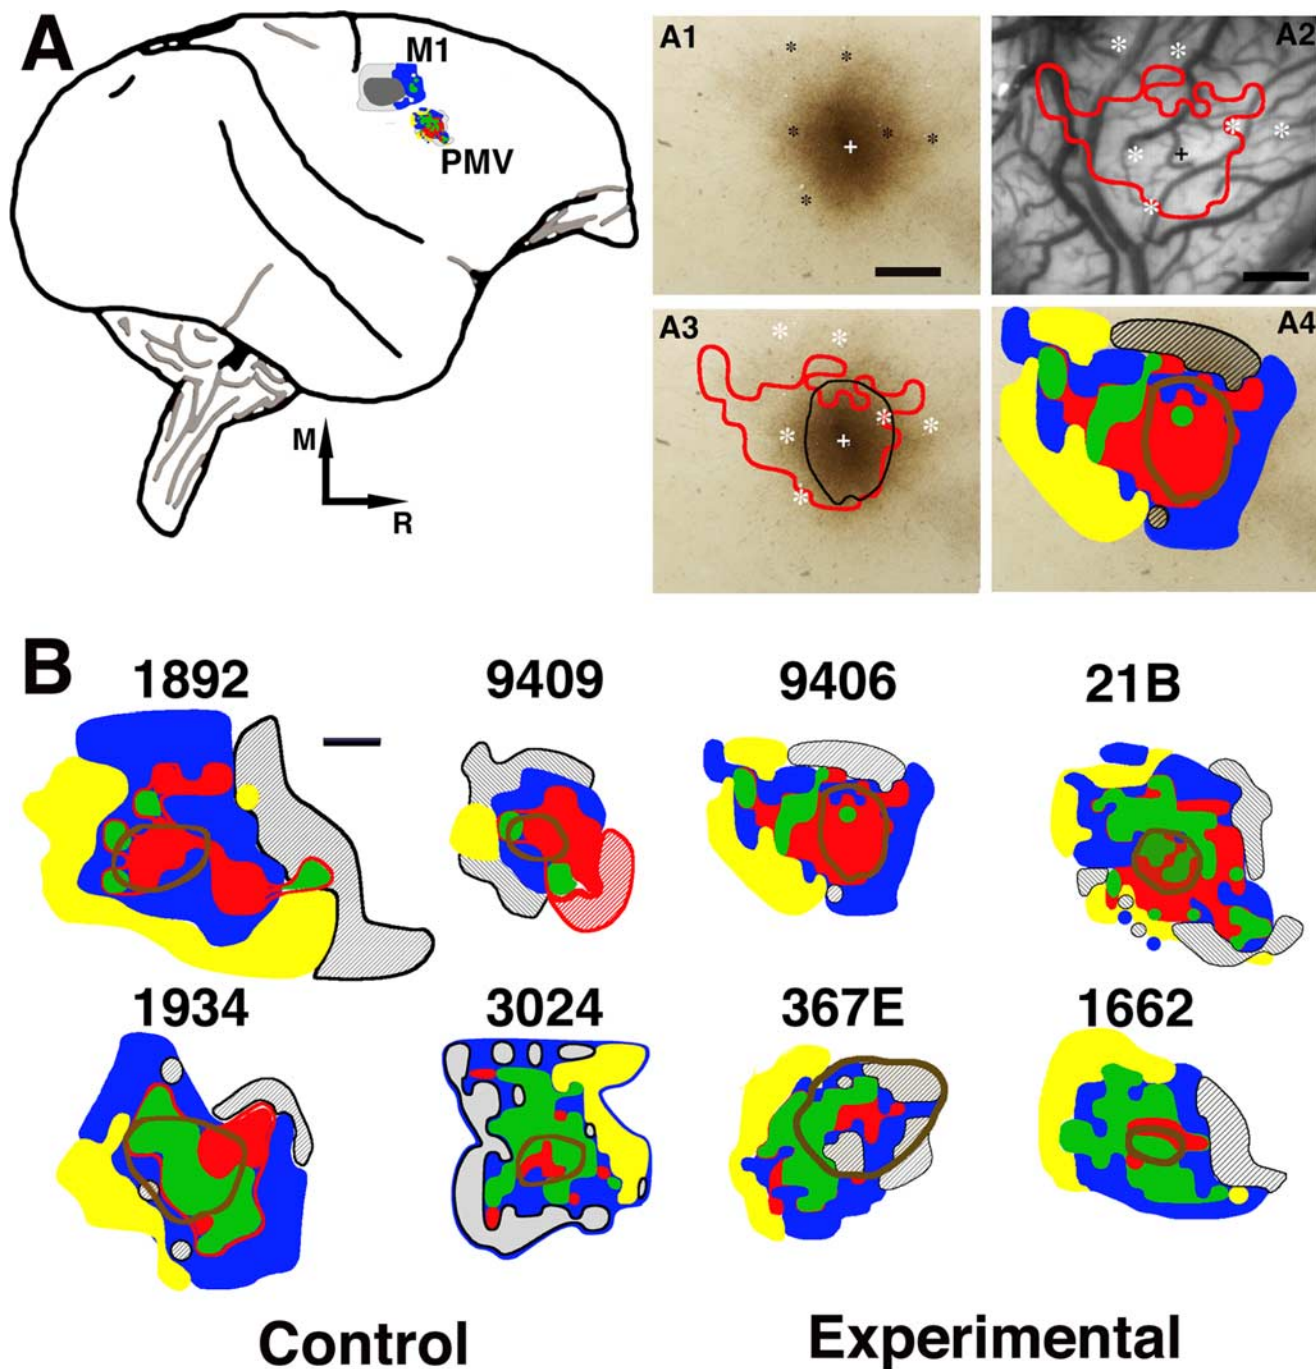 A
M1
PMV
M
R
A1
A2
A3
A4
B
1892
9409
9406
21B
1934
3024
367E
1662
Control
Experimental